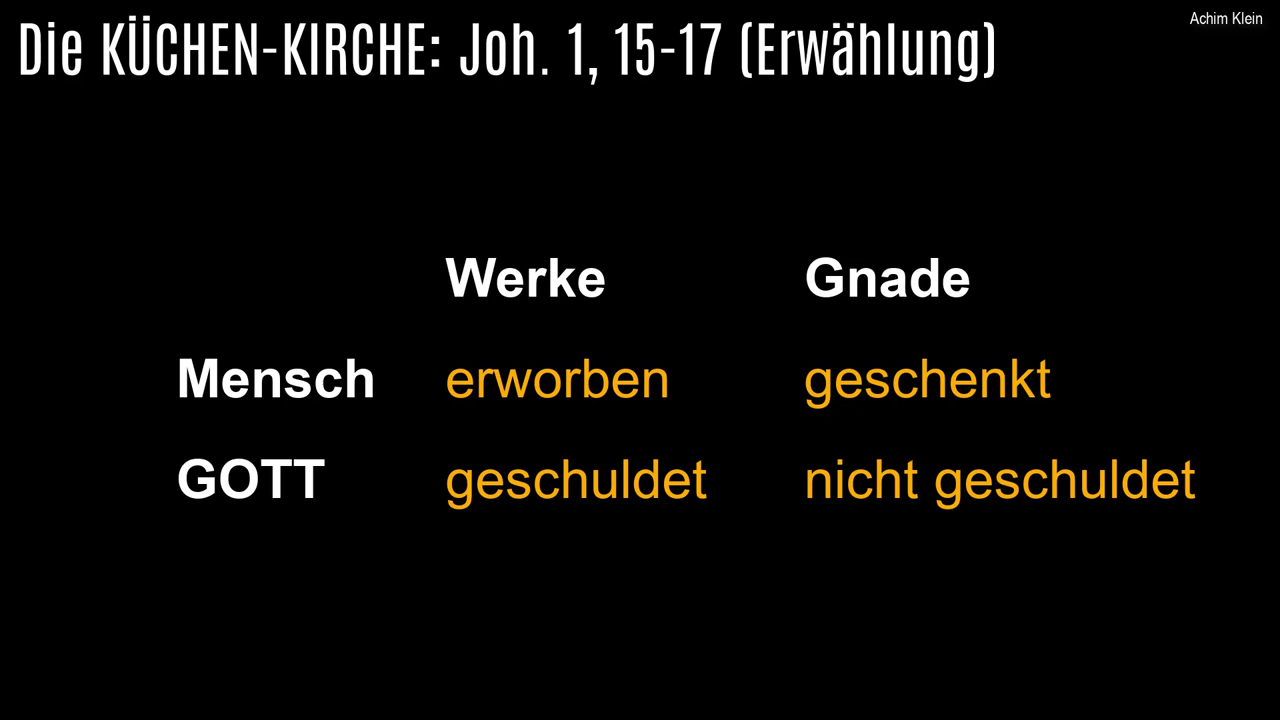 Achim Klein
Die KÜCHEN-KIRCHE: Joh. 1, 15-17 (Erwählung)
Werke Gnade
Mensch erworben geschenkt
GOTT geschuldet nicht geschuldet